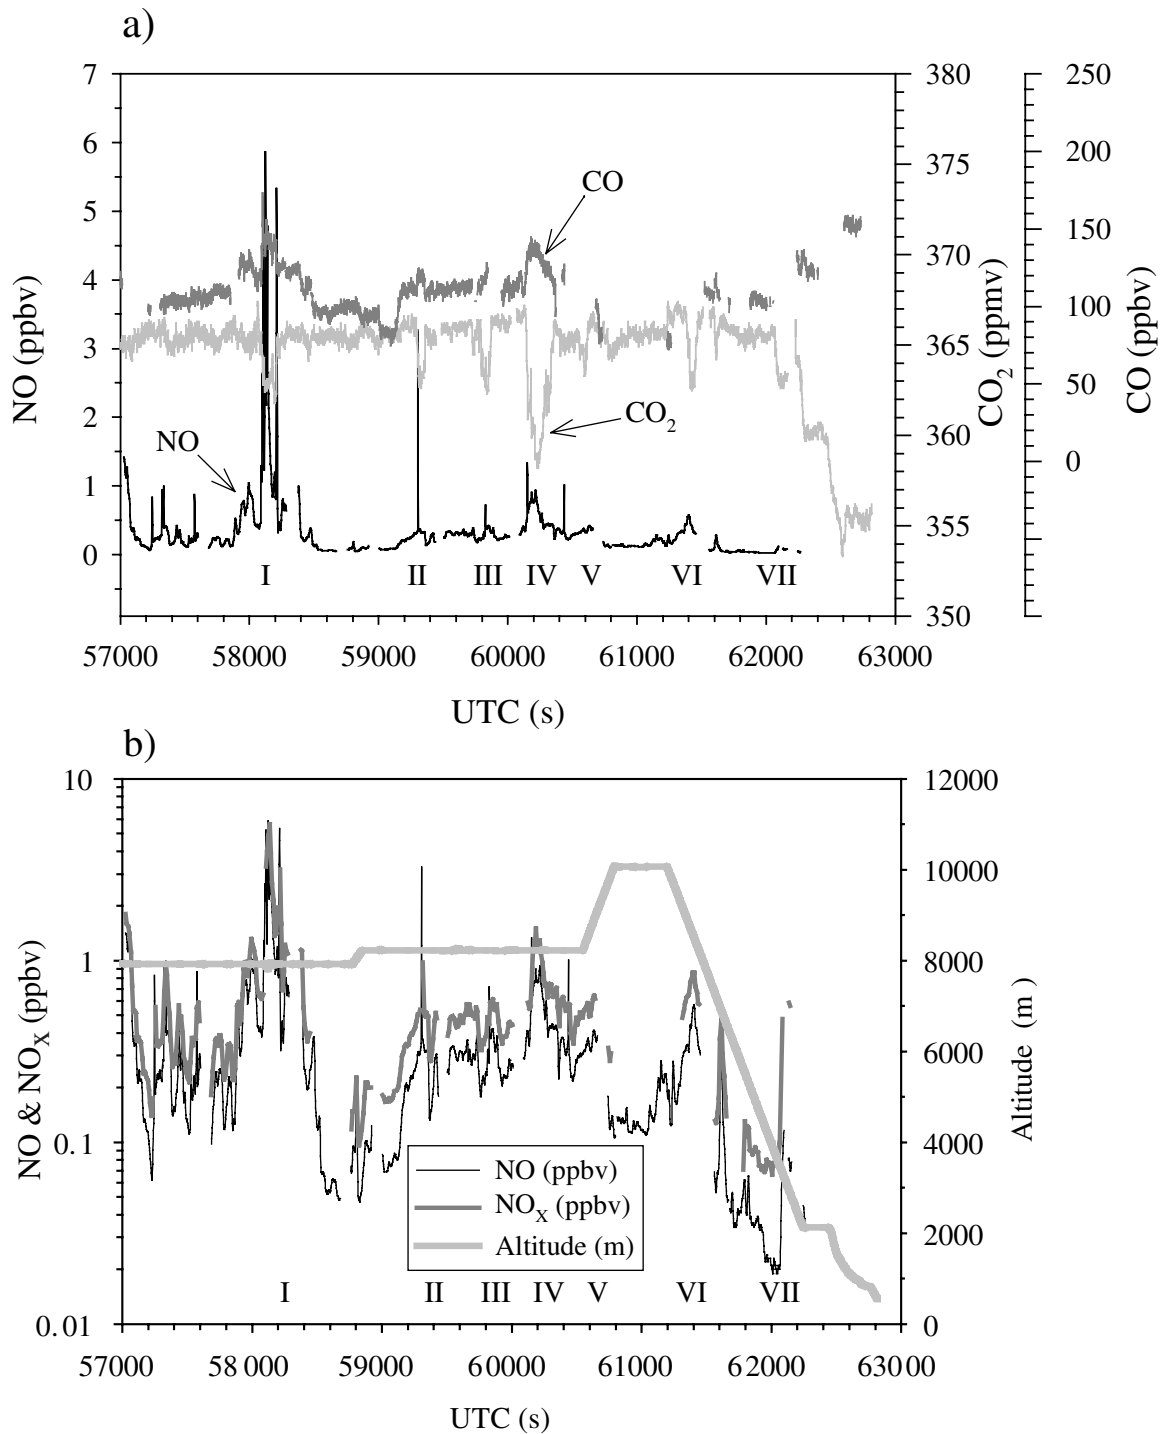 a)
7
6
5
4
3
2
1
0
NO (ppbv)
380
375
370
365
360
355
350
CO2 (ppmv)
250
200
150
100
50
0
CO (ppbv)
CO
CO2
NO
I II III IV V VI VII
57000 58000 59000 60000 61000 62000 63000
UTC (s)
b)
10
1
0.1
0.01
NO & NOX (ppbv)
12000
10000
8000
6000
4000
2000
0
Altitude (m)
NO (ppbv)
NOX (ppbv)
Altitude (m)
I II III IV V VI VII
57000 58000 59000 60000 61000 62000 63000
UTC (s)